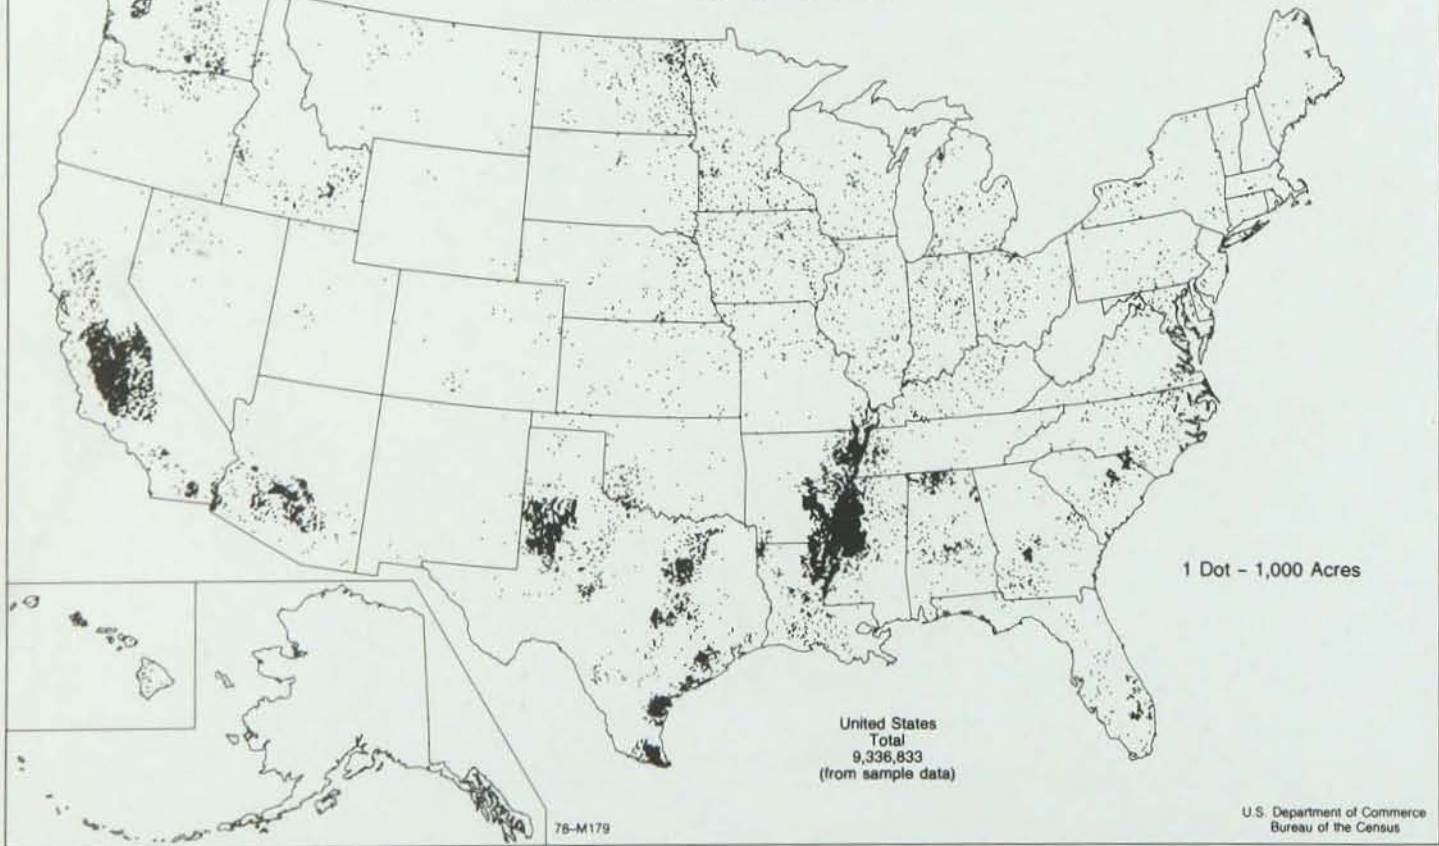 1 Dot – 1,000 Acres
United States
Total
9,336,833
(from sample data)
78–M179
U.S. Department of Commerce
Bureau of the Census